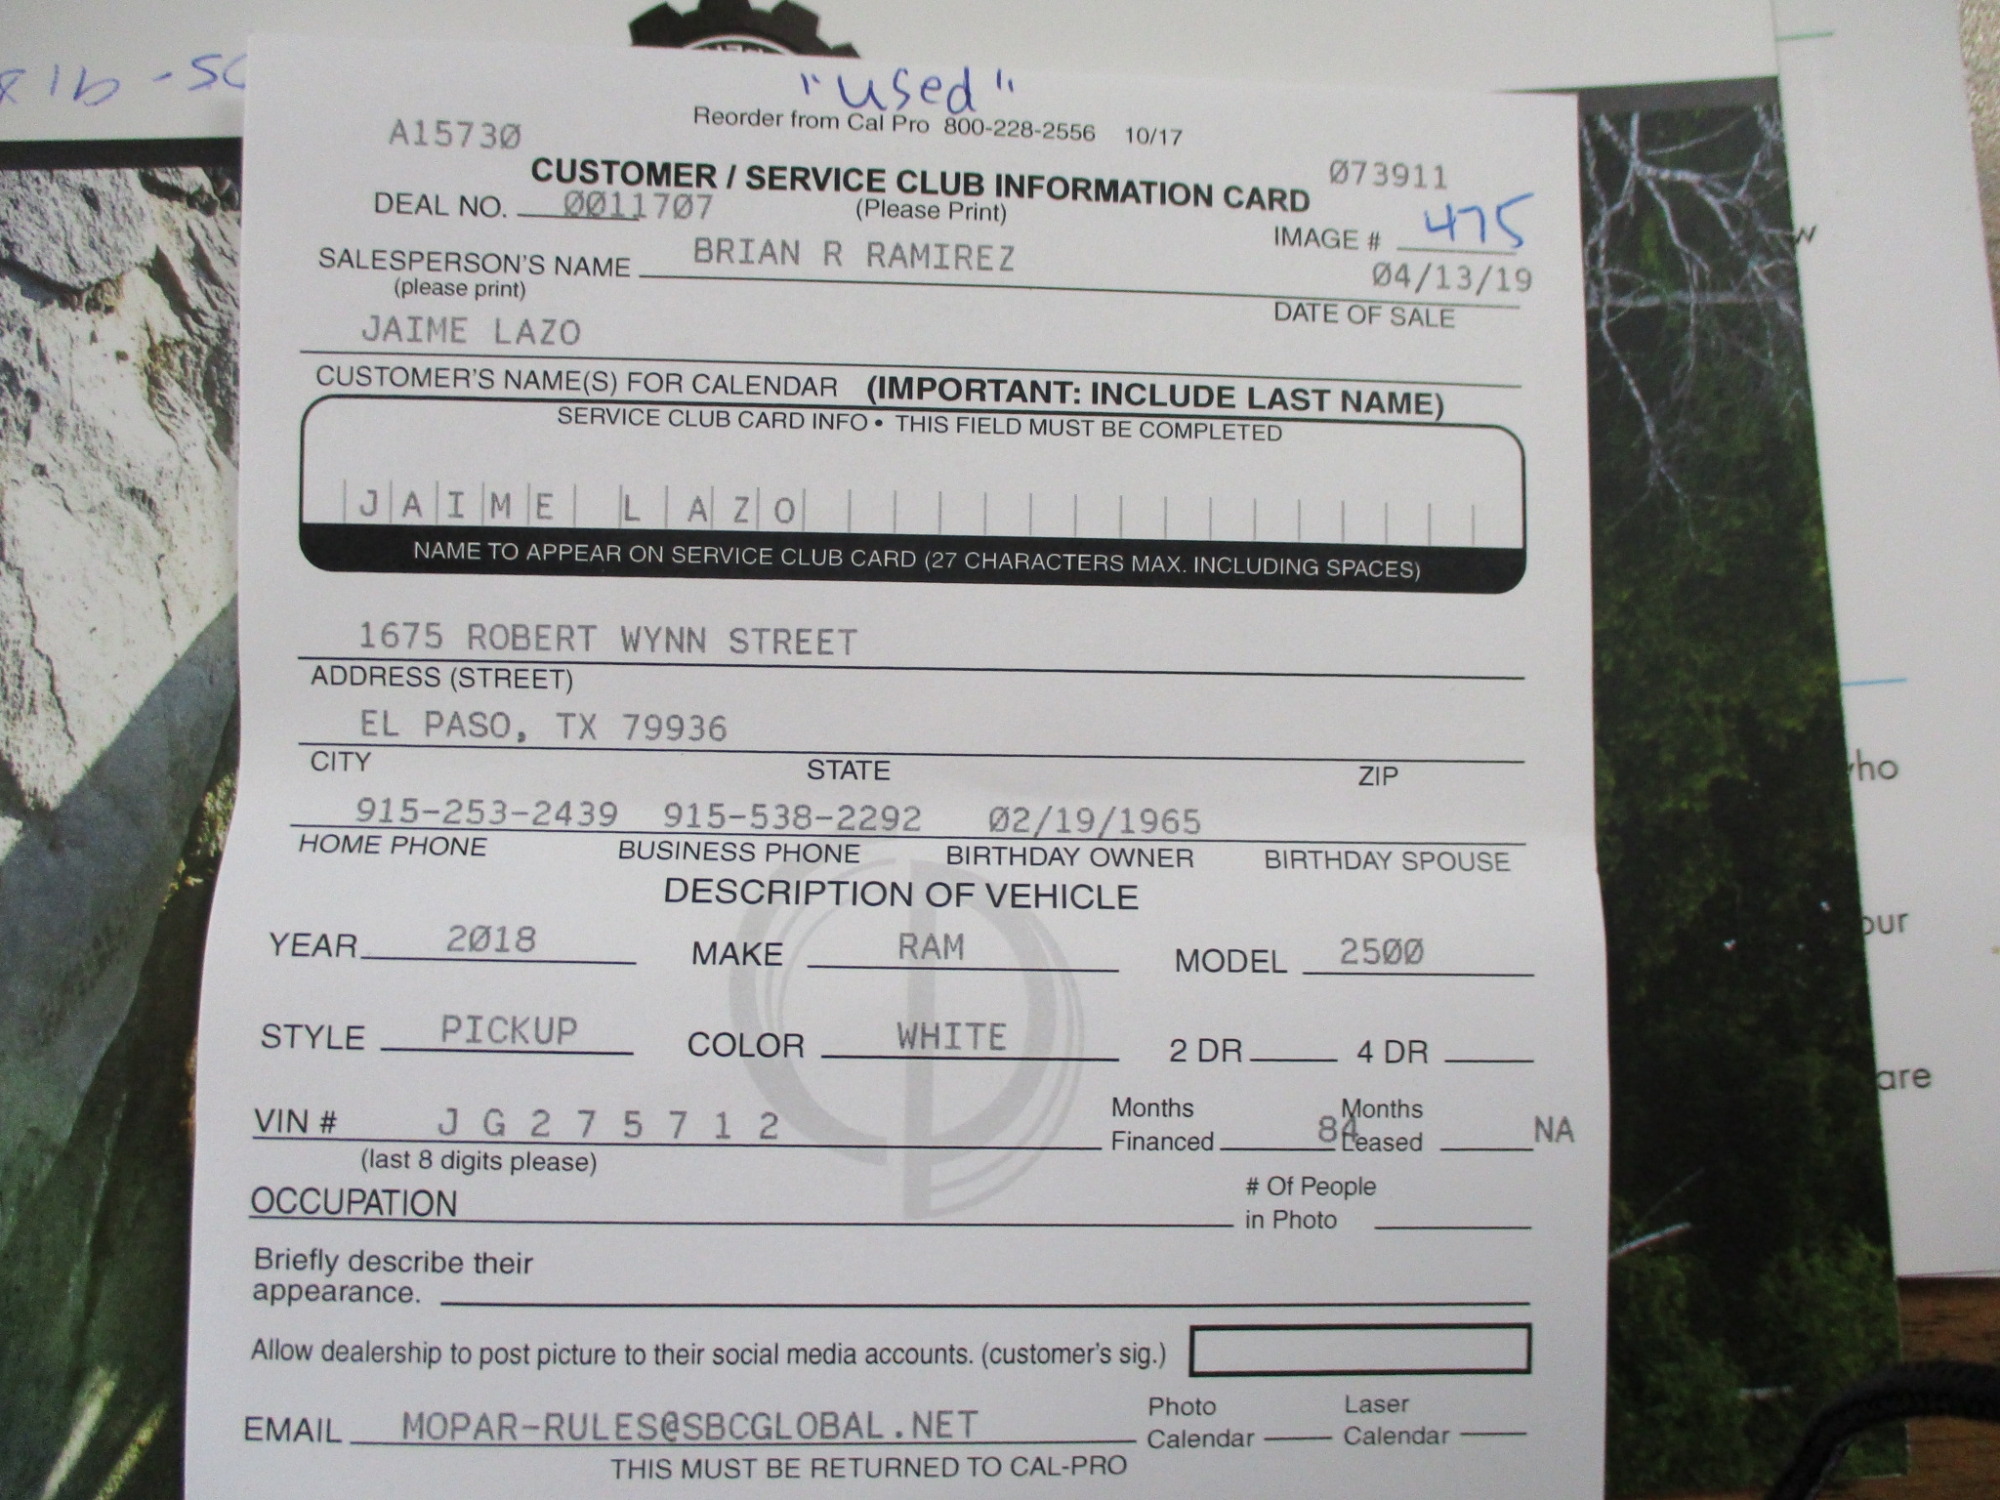 "used"
Reorder from Cal Pro 800-228-2556 10/17
A15730
073911
CUSTOMER / SERVICE CLUB INFORMATION CARD
DEAL NO. 0011707 (Please Print)
IMAGE # 475
SALESPERSON'S NAME BRIAN R RAMIREZ 04/13/19
(please print) DATE OF SALE
JAIME LAZO
CUSTOMER'S NAME(S) FOR CALENDAR (IMPORTANT: INCLUDE LAST NAME)
SERVICE CLUB CARD INFO • THIS FIELD MUST BE COMPLETED
JAIME LAZO
NAME TO APPEAR ON SERVICE CLUB CARD (27 CHARACTERS MAX. INCLUDING SPACES)
1675 ROBERT WYNN STREET
ADDRESS (STREET)
EL PASO, TX 79936
CITY STATE ZIP
915-253-2439 915-538-2292 02/19/1965
HOME PHONE BUSINESS PHONE BIRTHDAY OWNER BIRTHDAY SPOUSE
DESCRIPTION OF VEHICLE
YEAR 2018 MAKE RAM MODEL 2500
STYLE PICKUP COLOR WHITE 2 DR 4 DR
VIN # JG275712 Months Financed 84 Months Leased NA
(last 8 digits please)
OCCUPATION # Of People in Photo
Briefly describe their
appearance.
Allow dealership to post picture to their social media accounts. (customer's sig.)
EMAIL MOPAR-RULES@SBCGLOBAL.NET Photo Calendar Laser Calendar
THIS MUST BE RETURNED TO CAL-PRO
are